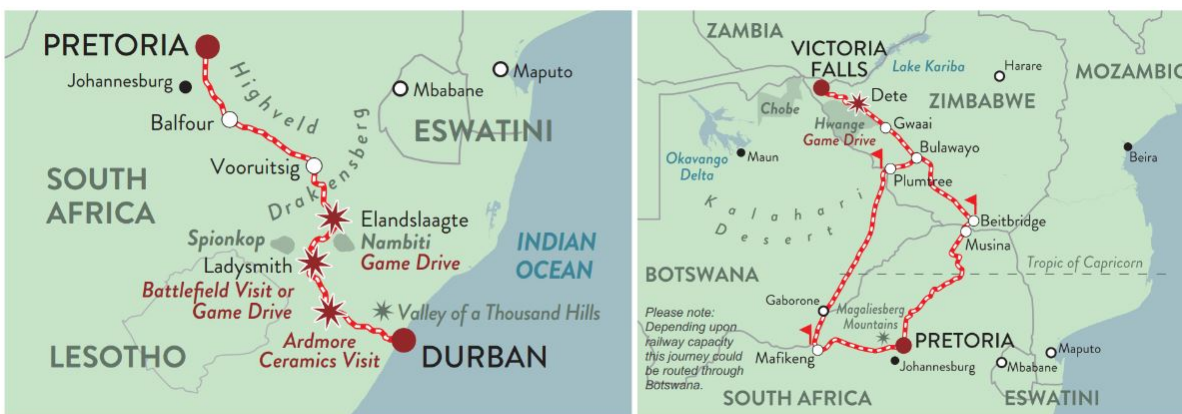 PRETORIA
Johannesburg
Highveld
Mbabane
Maputo
Balfour
ESWATINI
Vooruitsig
SOUTH
AFRICA
Drakensberg
Elandslaagte
Spionkop
Nambiti
Game Drive
INDIAN
OCEAN
Ladysmith
Battlefield Visit or
Game Drive
Valley of a Thousand Hills
LESOTHO
Ardmore
Ceramics Visit
DURBAN
ZAMBIA
VICTORIA
FALLS
Lake Kariba
Harare
MOZAMBIQ
Chobe
Dete
ZIMBABWE
Hwange
Game Drive
Gwaai
Okavango
Delta
Maun
Bulawayo
Beira
Plumtree
Kalahari
Desert
Beitbridge
Musina
BOTSWANA
Tropic of Capricorn
Gaborone
Magaliesberg
Mountains
Please note:
Depending upon
railway capacity
this journey could
be routed through
Botswana.
Mafikeng
PRETORIA
Johannesburg
Maputo
Mbabane
SOUTH AFRICA
ESWATINI